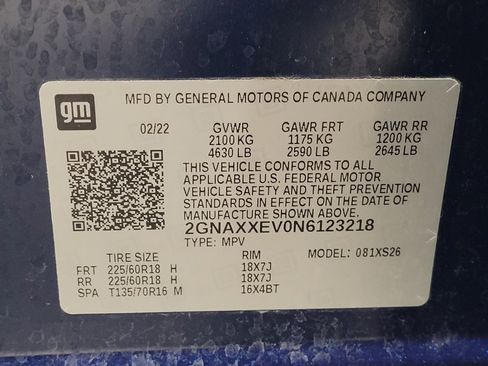 gm
MFD BY GENERAL MOTORS OF CANADA COMPANY
02/22 GVWR GAWR FRT GAWR RR
2100 KG 1175 KG 1200 KG
4630 LB 2590 LB 2645 LB
THIS VEHICLE CONFORMS TO ALL
APPLICABLE U.S. FEDERAL MOTOR
VEHICLE SAFETY AND THEFT PREVENTION
STANDARDS IN EFFECT ON THE DATE OF
MANUFACTURE SHOWN ABOVE.
2GNAXXEV0N6123218
TYPE: MPV MODEL: 081XS26
TIRE SIZE RIM
FRT 225/60R18 H 18X7J
RR 225/60R18 H 18X7J
SPA T135/70R16 M 16X4BT